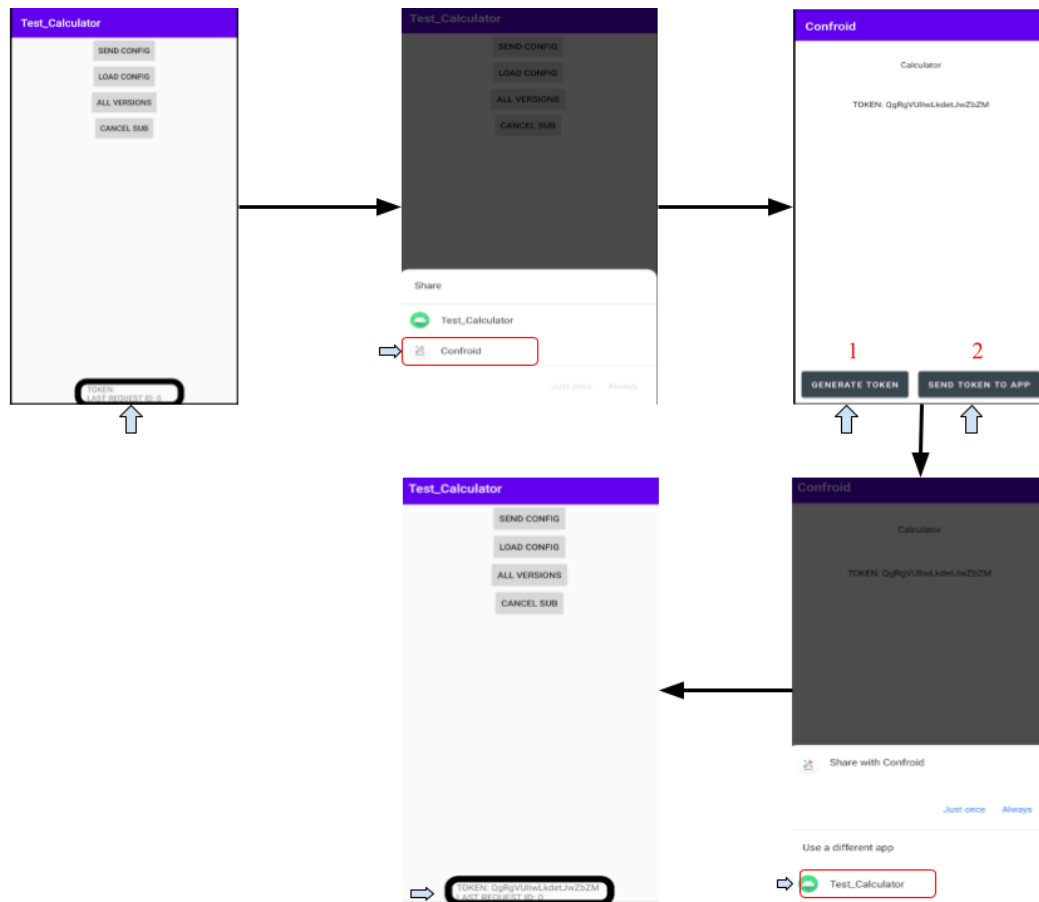 Test_Calculator
SEND CONFIG
LOAD CONFIG
ALL VERSIONS
CANCEL SUB
TOKEN:
LAST REQUEST ID: 0
Test_Calculator
SEND CONFIG
LOAD CONFIG
ALL VERSIONS
CANCEL SUB
Share
Test_Calculator
Confroid
Just once Always
Confroid
Calculator
TOKEN: QgRgVUIlwLkdetJwZbZM
1 2
GENERATE TOKEN SEND TOKEN TO APP
Confroid
Calculator
TOKEN: QgRgVUIlwLkdetJwZbZM
Share with Confroid
Just once Always
Use a different app
Test_Calculator
Test_Calculator
SEND CONFIG
LOAD CONFIG
ALL VERSIONS
CANCEL SUB
TOKEN: QgRgVUIlwLkdetJwZbZM
LAST REQUEST ID: 0